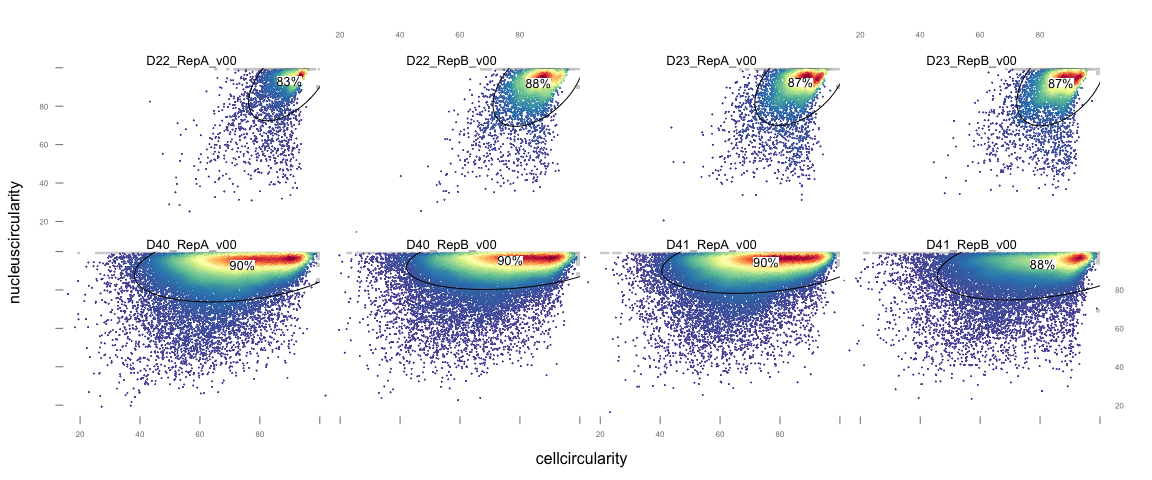 20 40 60 80 20 40 60 80
D22_RepA_v00 D22_RepB_v00 D23_RepA_v00 D23_RepB_v00
83% 88% 87% 87%
80
60
40
20
D40_RepA_v00 D40_RepB_v00 D41_RepA_v00 D41_RepB_v00
90% 90% 90% 88%
80
60
40
20
20 40 60 80 20 40 60 80
nucleuscircularity
cellcircularity